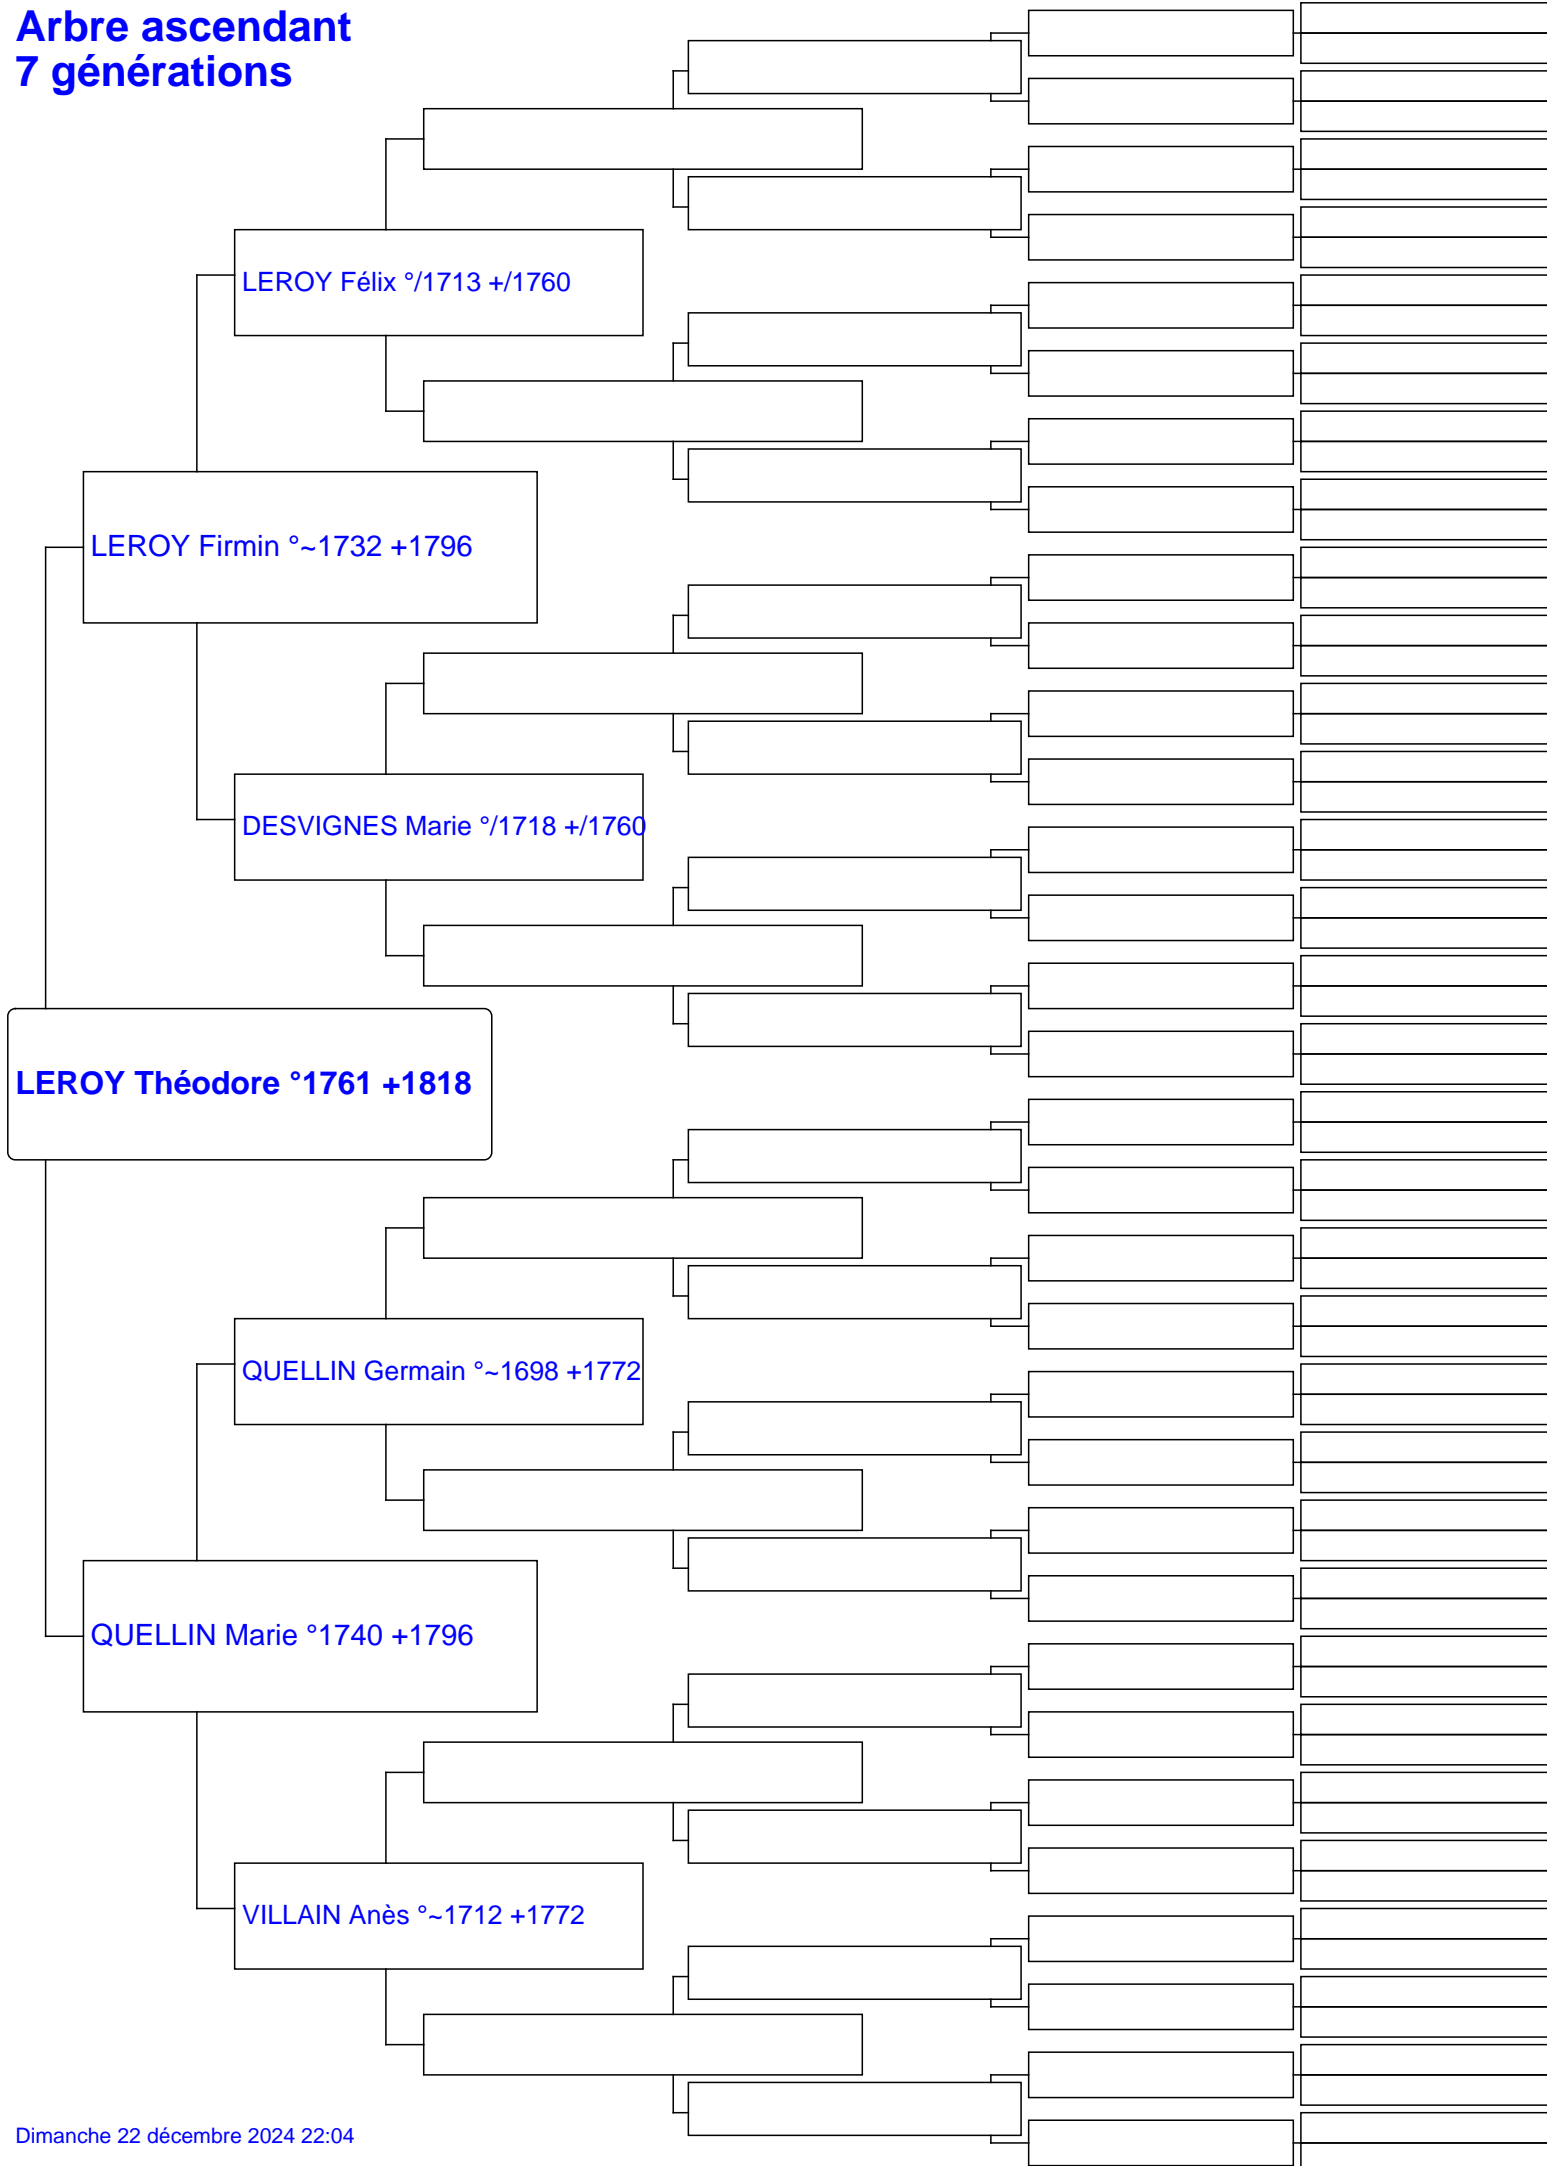 Arbre ascendant
7 générations
LEROY Félix °/1713 +/1760
LEROY Firmin °~1732 +1796
DESVIGNES Marie °/1718 +/1760
LEROY Théodore °1761 +1818
QUELLIN Germain °~1698 +1772
QUELLIN Marie °1740 +1796
VILLAIN Anès °~1712 +1772
Dimanche 22 décembre 2024 22:04